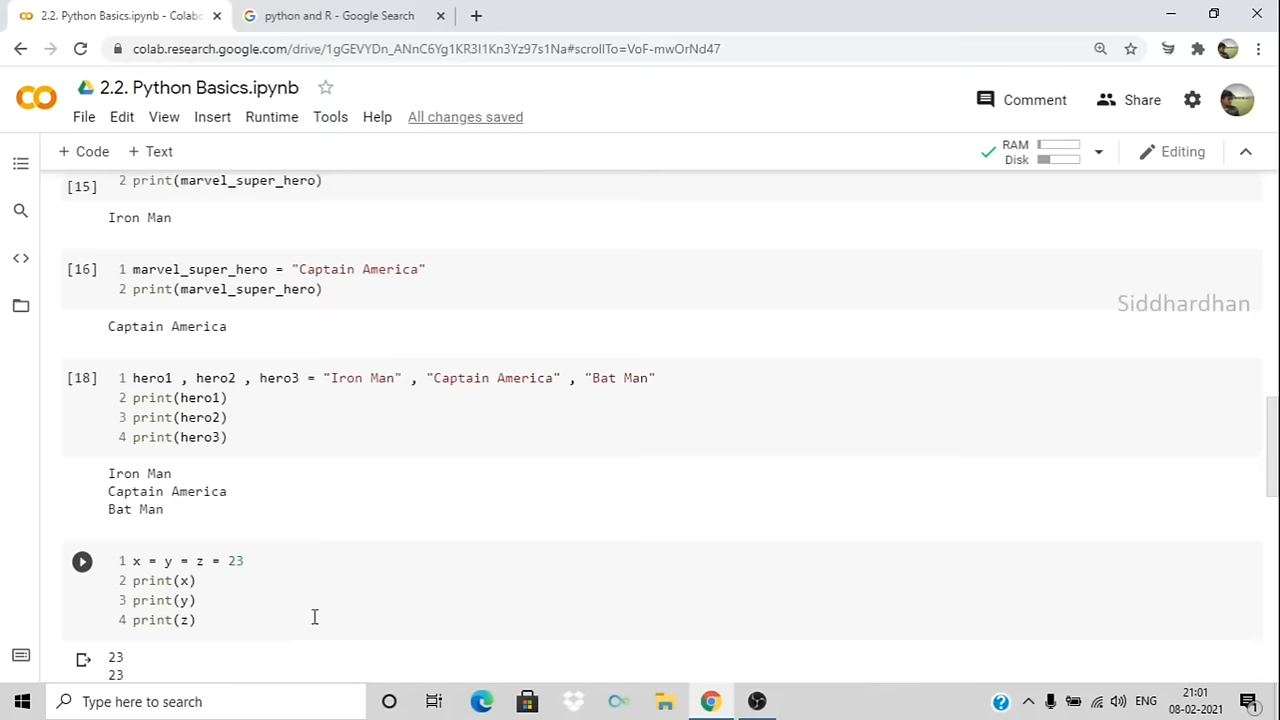 2.2. Python Basics.ipynb - Colabo
python and R - Google Search
colab.research.google.com/drive/1gGEVYDn_ANnC6Yg1KR3I1Kn3Yz97s1Na#scrollTo=VoF-mwOrNd47
2.2. Python Basics.ipynb
Comment
Share
File Edit View Insert Runtime Tools Help All changes saved
+ Code + Text
RAM
Disk
Editing
[15]
2 print(marvel_super_hero)
Iron Man
[16] 1 marvel_super_hero = "Captain America"
2 print(marvel_super_hero)
Siddhardhan
Captain America
[18] 1 hero1 , hero2 , hero3 = "Iron Man" , "Captain America" , "Bat Man"
2 print(hero1)
3 print(hero2)
4 print(hero3)
Iron Man
Captain America
Bat Man
1 x = y = z = 23
2 print(x)
3 print(y)
4 print(z)
23
23
Type here to search
ENG
21:01
08-02-2021
1